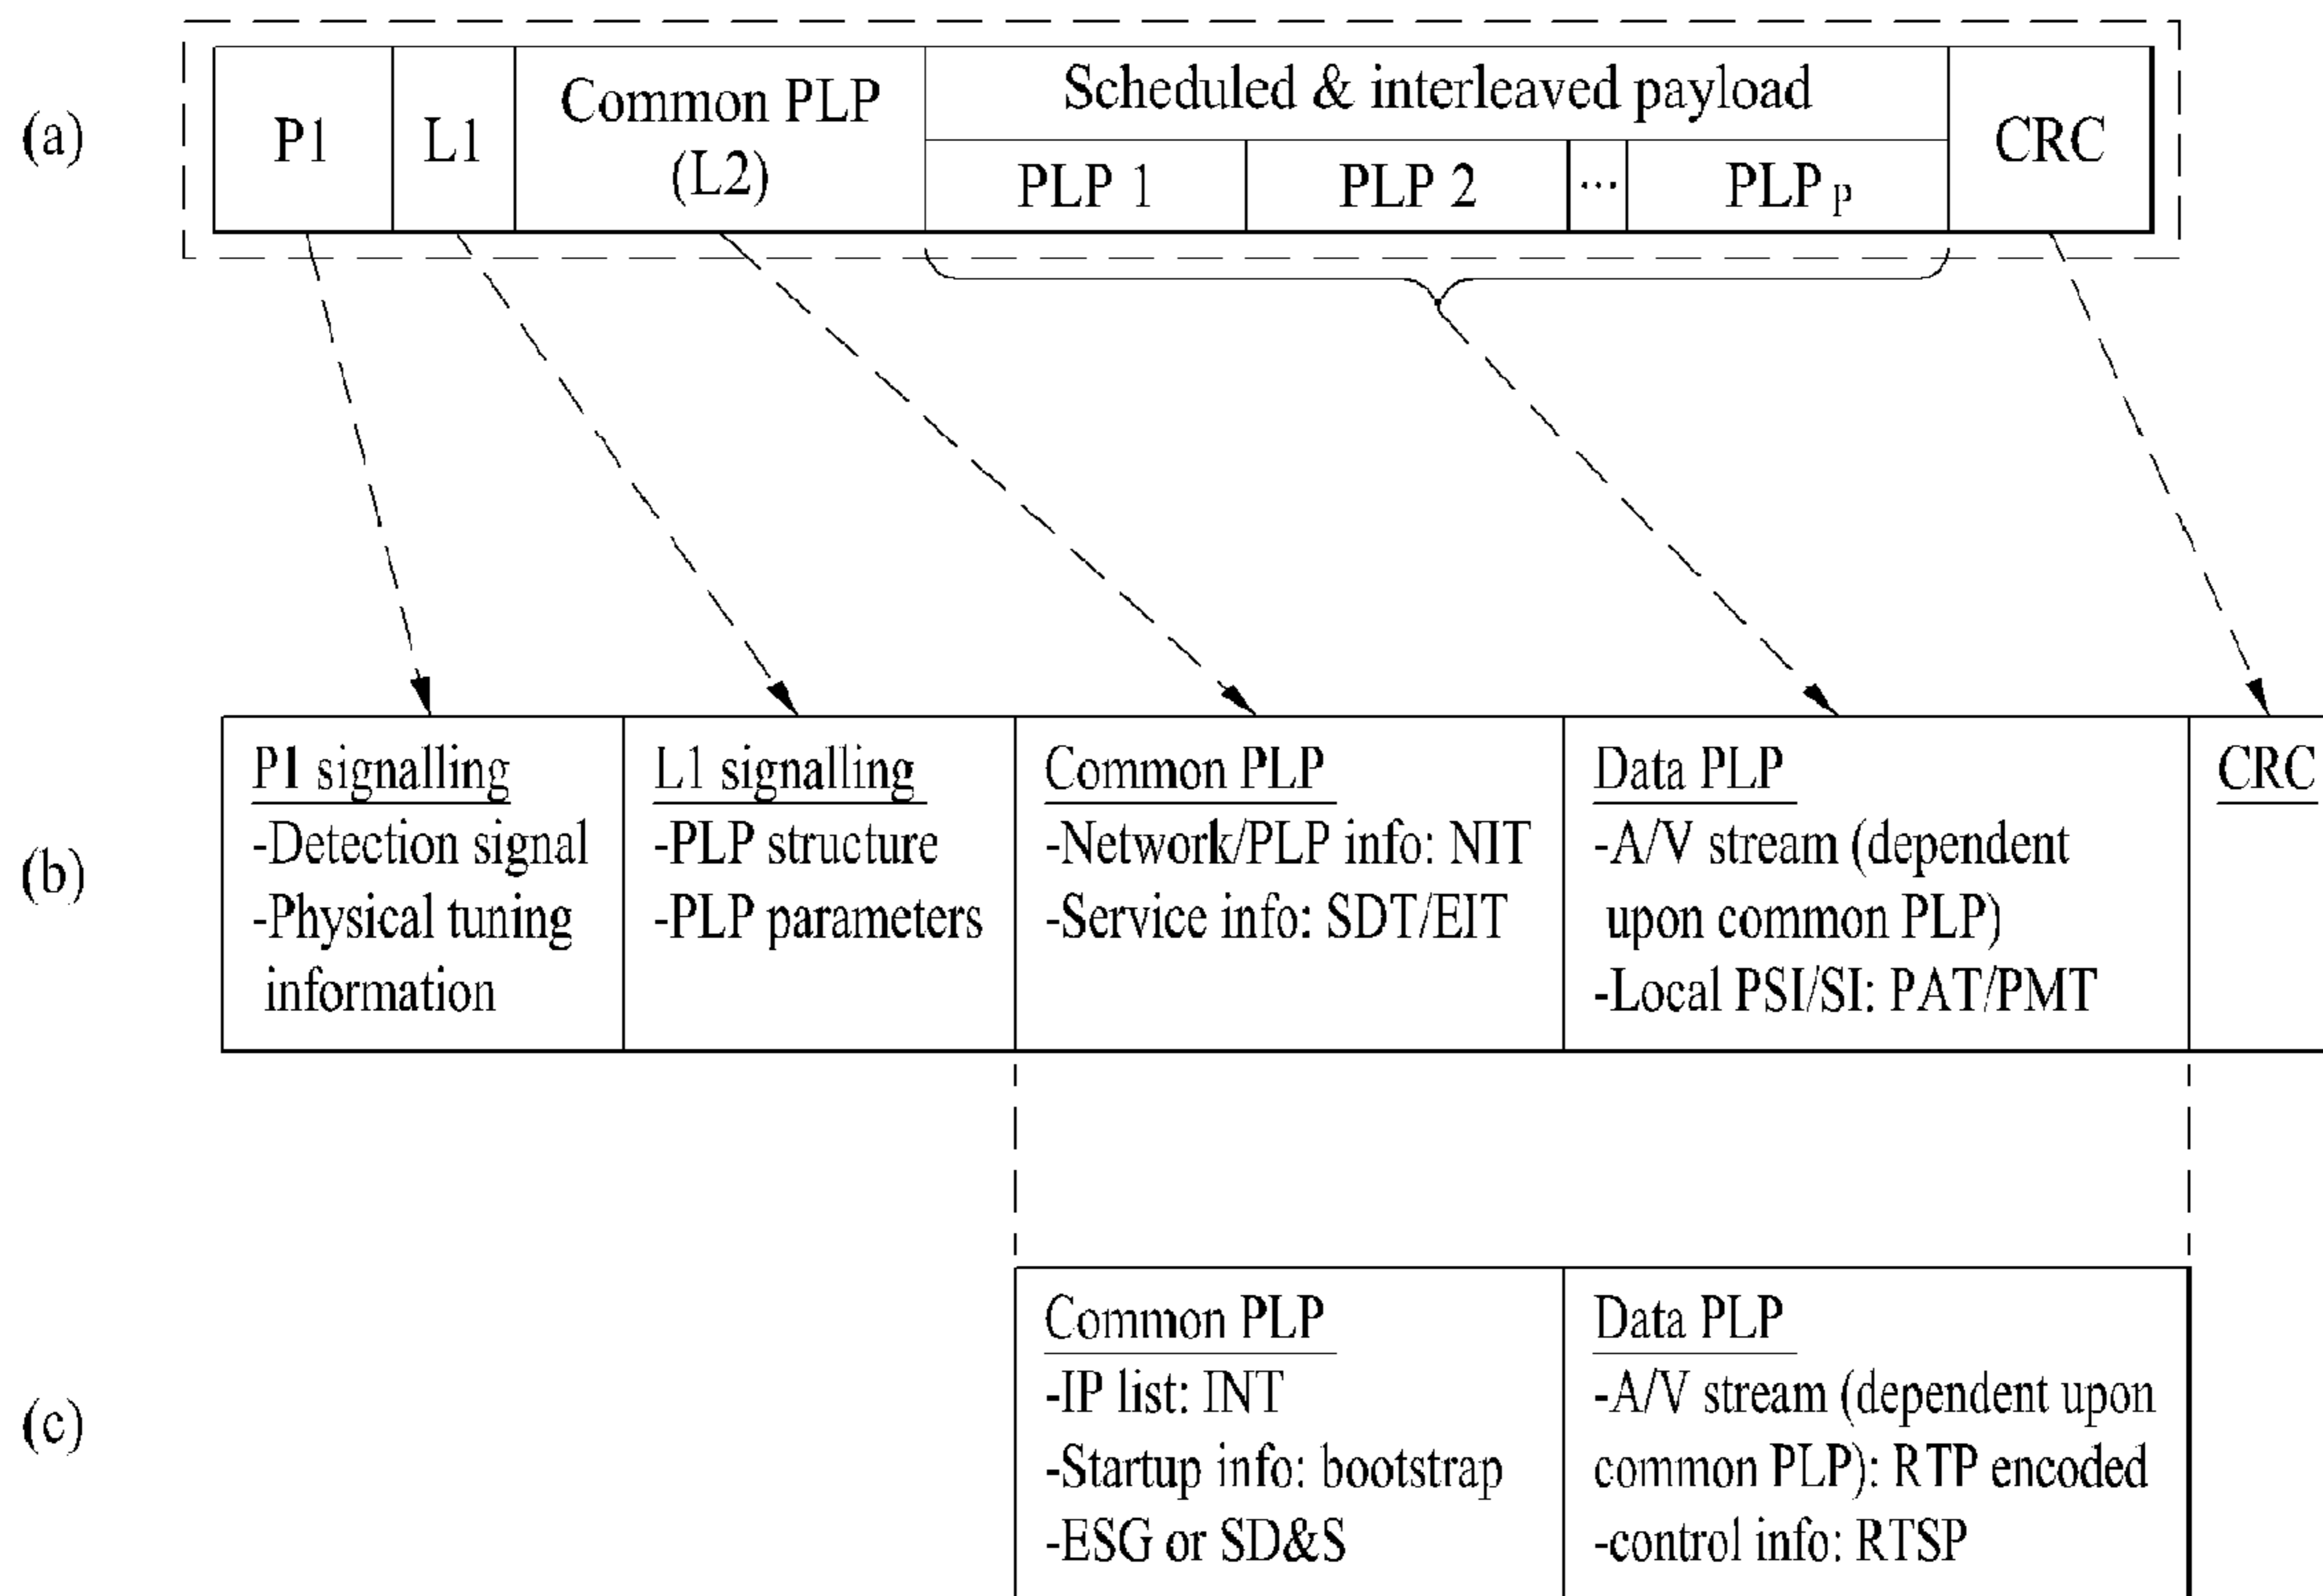 (a)
P1
L1
Common PLP
(L2)
Scheduled & interleaved payload
PLP 1
PLP 2
...
PLP P
CRC
(b)
P1 signalling
-Detection signal
-Physical tuning
information
L1 signalling
-PLP structure
-PLP parameters
Common PLP
-Network/PLP info: NIT
-Service info: SDT/EIT
Data PLP
-A/V stream (dependent
upon common PLP)
-Local PSI/SI: PAT/PMT
CRC
(c)
Common PLP
-IP list: INT
-Startup info: bootstrap
-ESG or SD&S
Data PLP
-A/V stream (dependent upon
common PLP): RTP encoded
-control info: RTSP